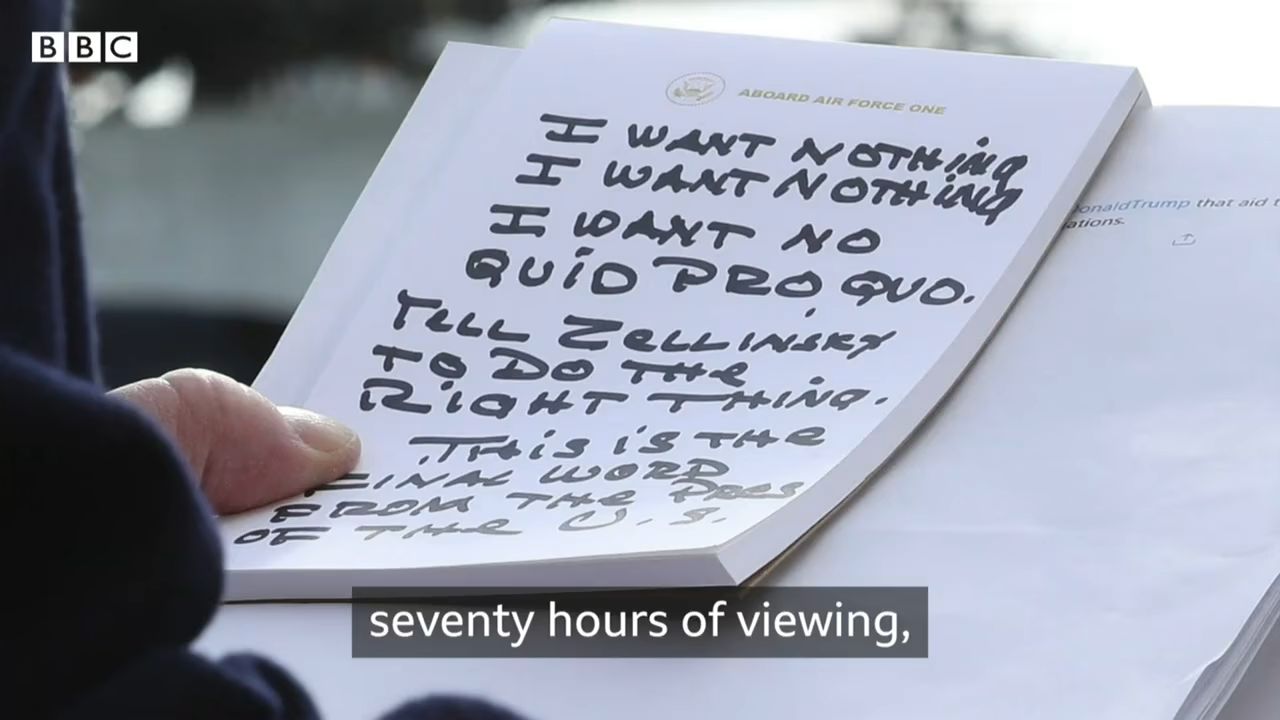 BBC
ABOARD AIR FORCE ONE
I WANT NOTHING
I WANT NOTHING
I WANT NO
QUID PRO QUO.
TELL ZELLINSKY
TO DO THE
RIGHT THING.
THIS IS THE
FINAL WORD
FROM THE PRES
OF THE U.S.
onaldTrump that aid t
ations.
seventy hours of viewing,